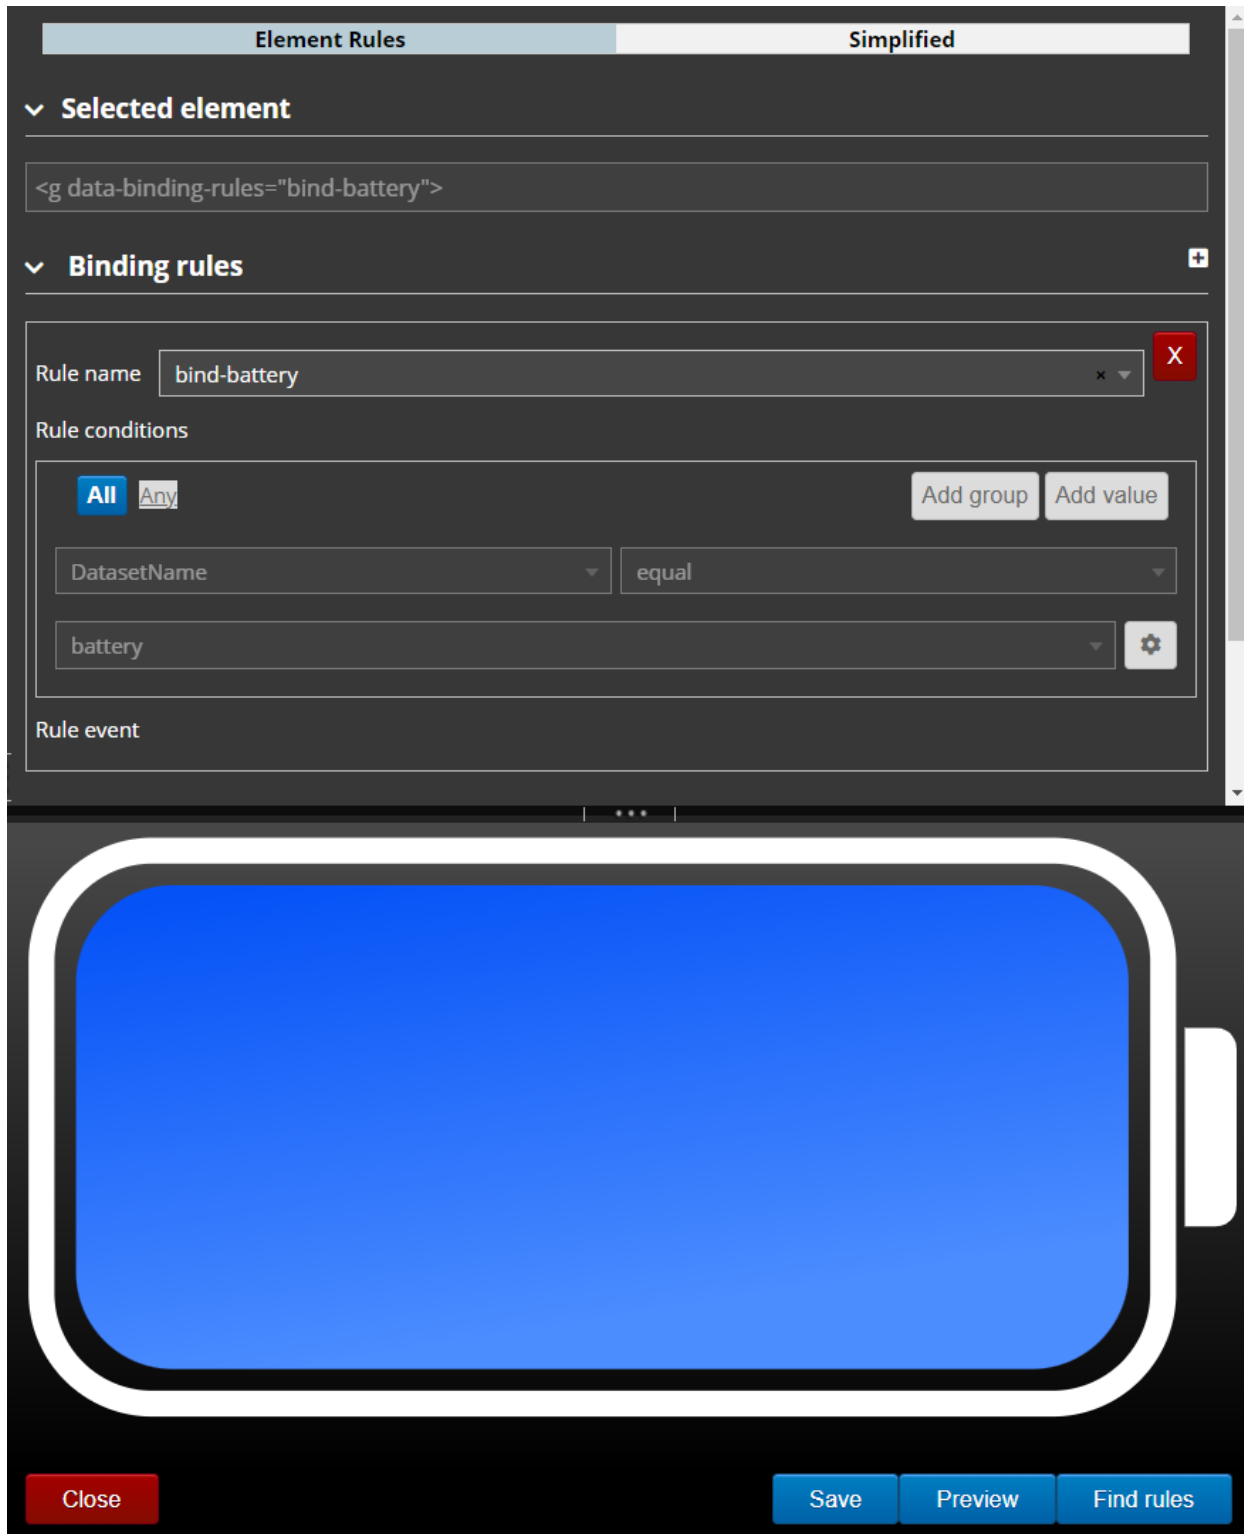 Element Rules Simplified
Selected element
<g data-binding-rules="bind-battery">
Binding rules
X
Rule name bind-battery
Rule conditions
All Any Add group Add value
DatasetName equal
battery
Rule event
Close Save Preview Find rules